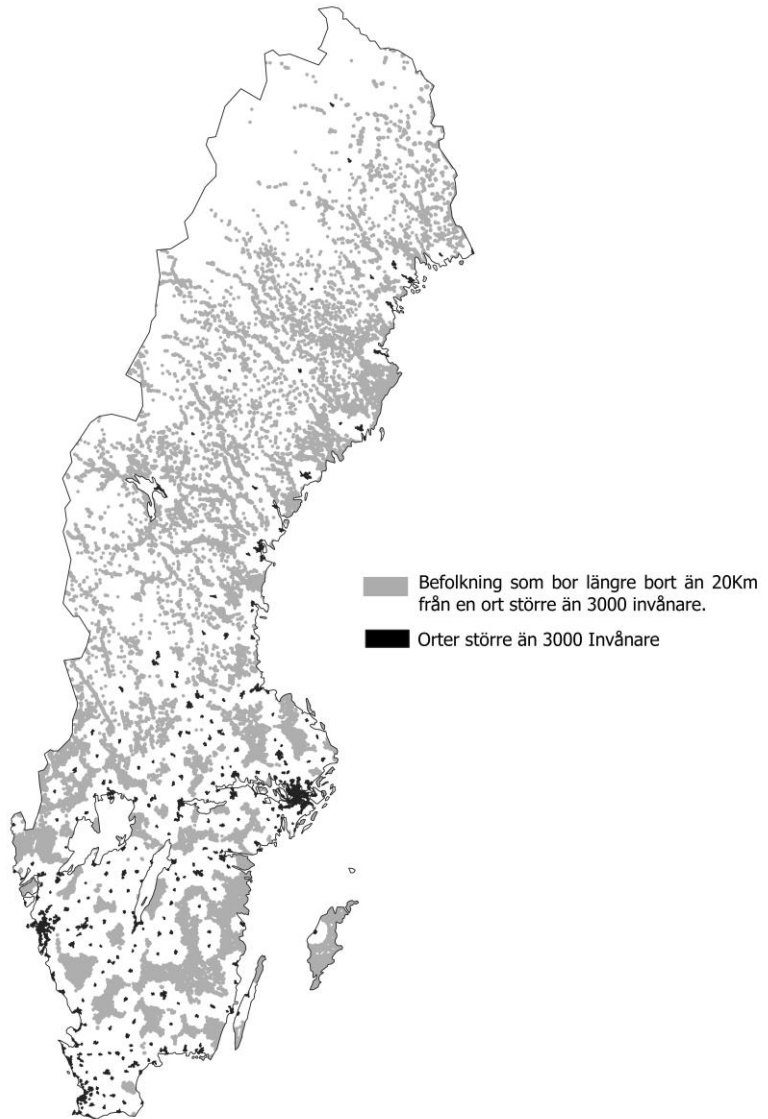 Befolkning som bor längre bort än 20Km
från en ort större än 3000 invånare.
Orter större än 3000 Invånare